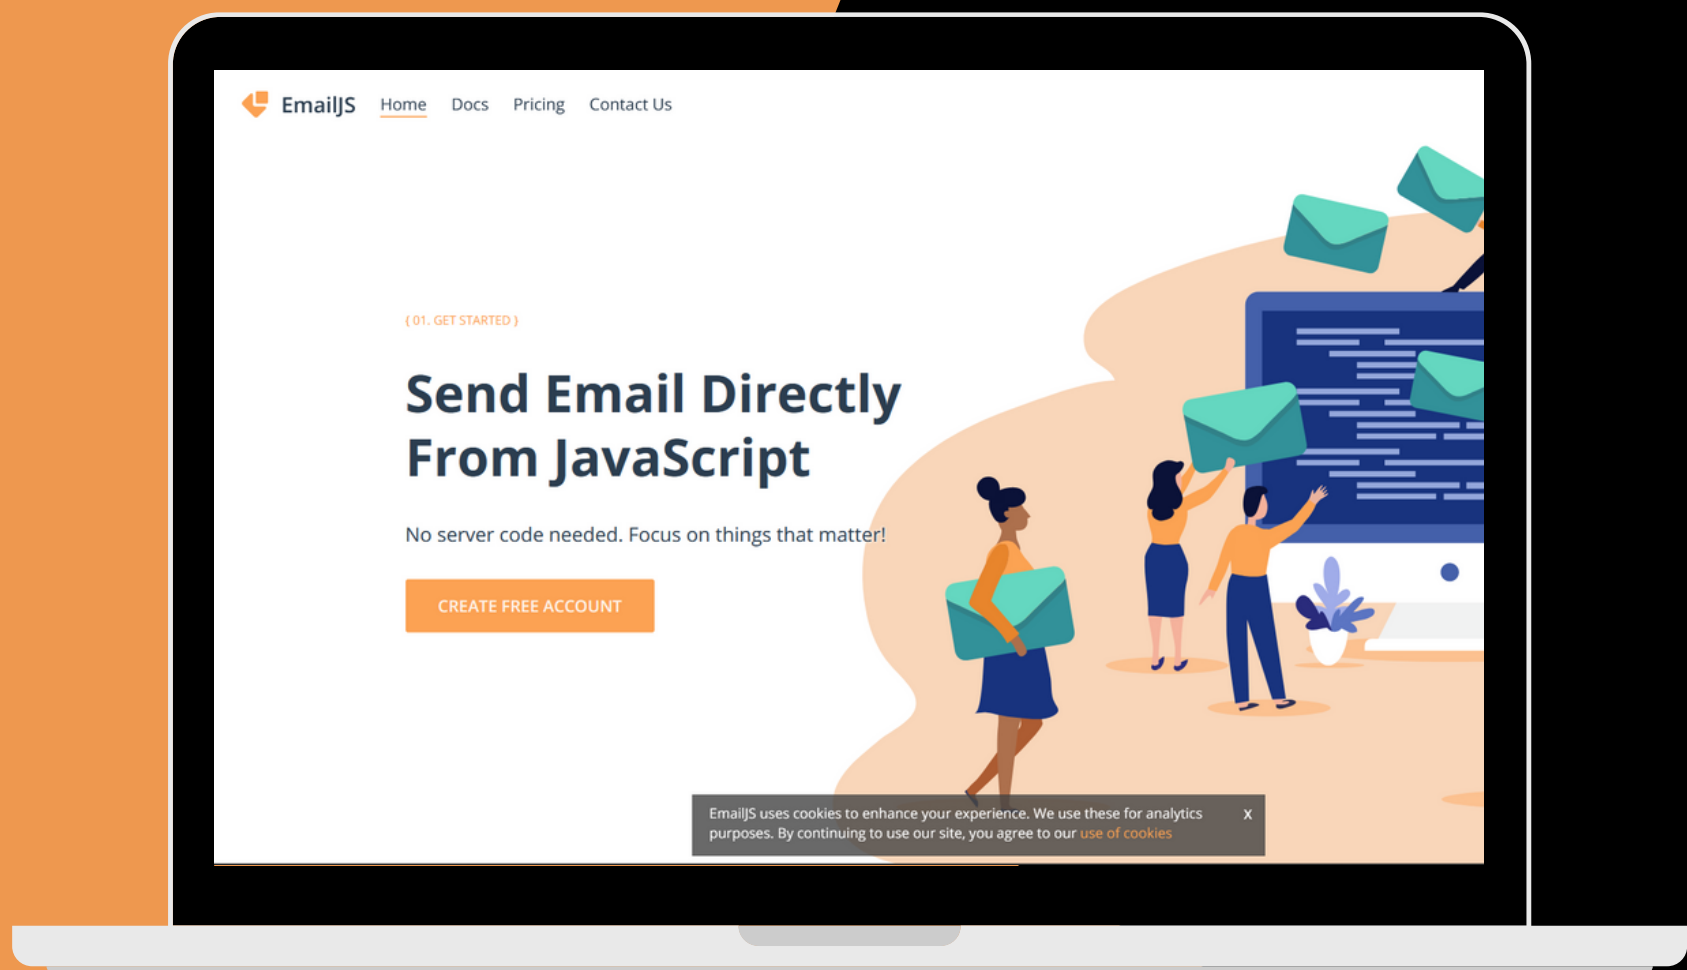 EmailJS Home Docs Pricing Contact Us
{ 01. GET STARTED }
Send Email Directly
From JavaScript
No server code needed. Focus on things that matter!
CREATE FREE ACCOUNT
EmailJS uses cookies to enhance your experience. We use these for analytics X
purposes. By continuing to use our site, you agree to our use of cookies